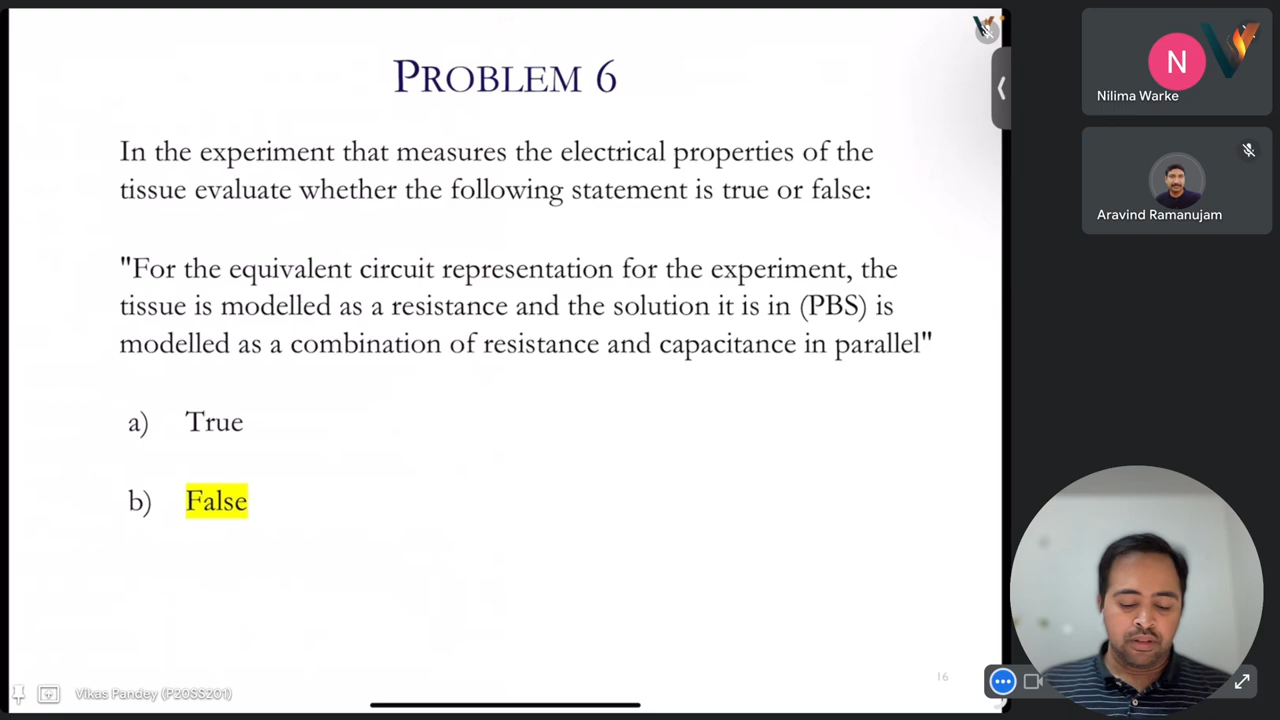 PROBLEM 6
In the experiment that measures the electrical properties of the
tissue evaluate whether the following statement is true or false:
"For the equivalent circuit representation for the experiment, the
tissue is modelled as a resistance and the solution it is in (PBS) is
modelled as a combination of resistance and capacitance in parallel"
a) True
b) False
16
Vikas Pandey (P20SS201)
N
Nilima Warke
Aravind Ramanujam